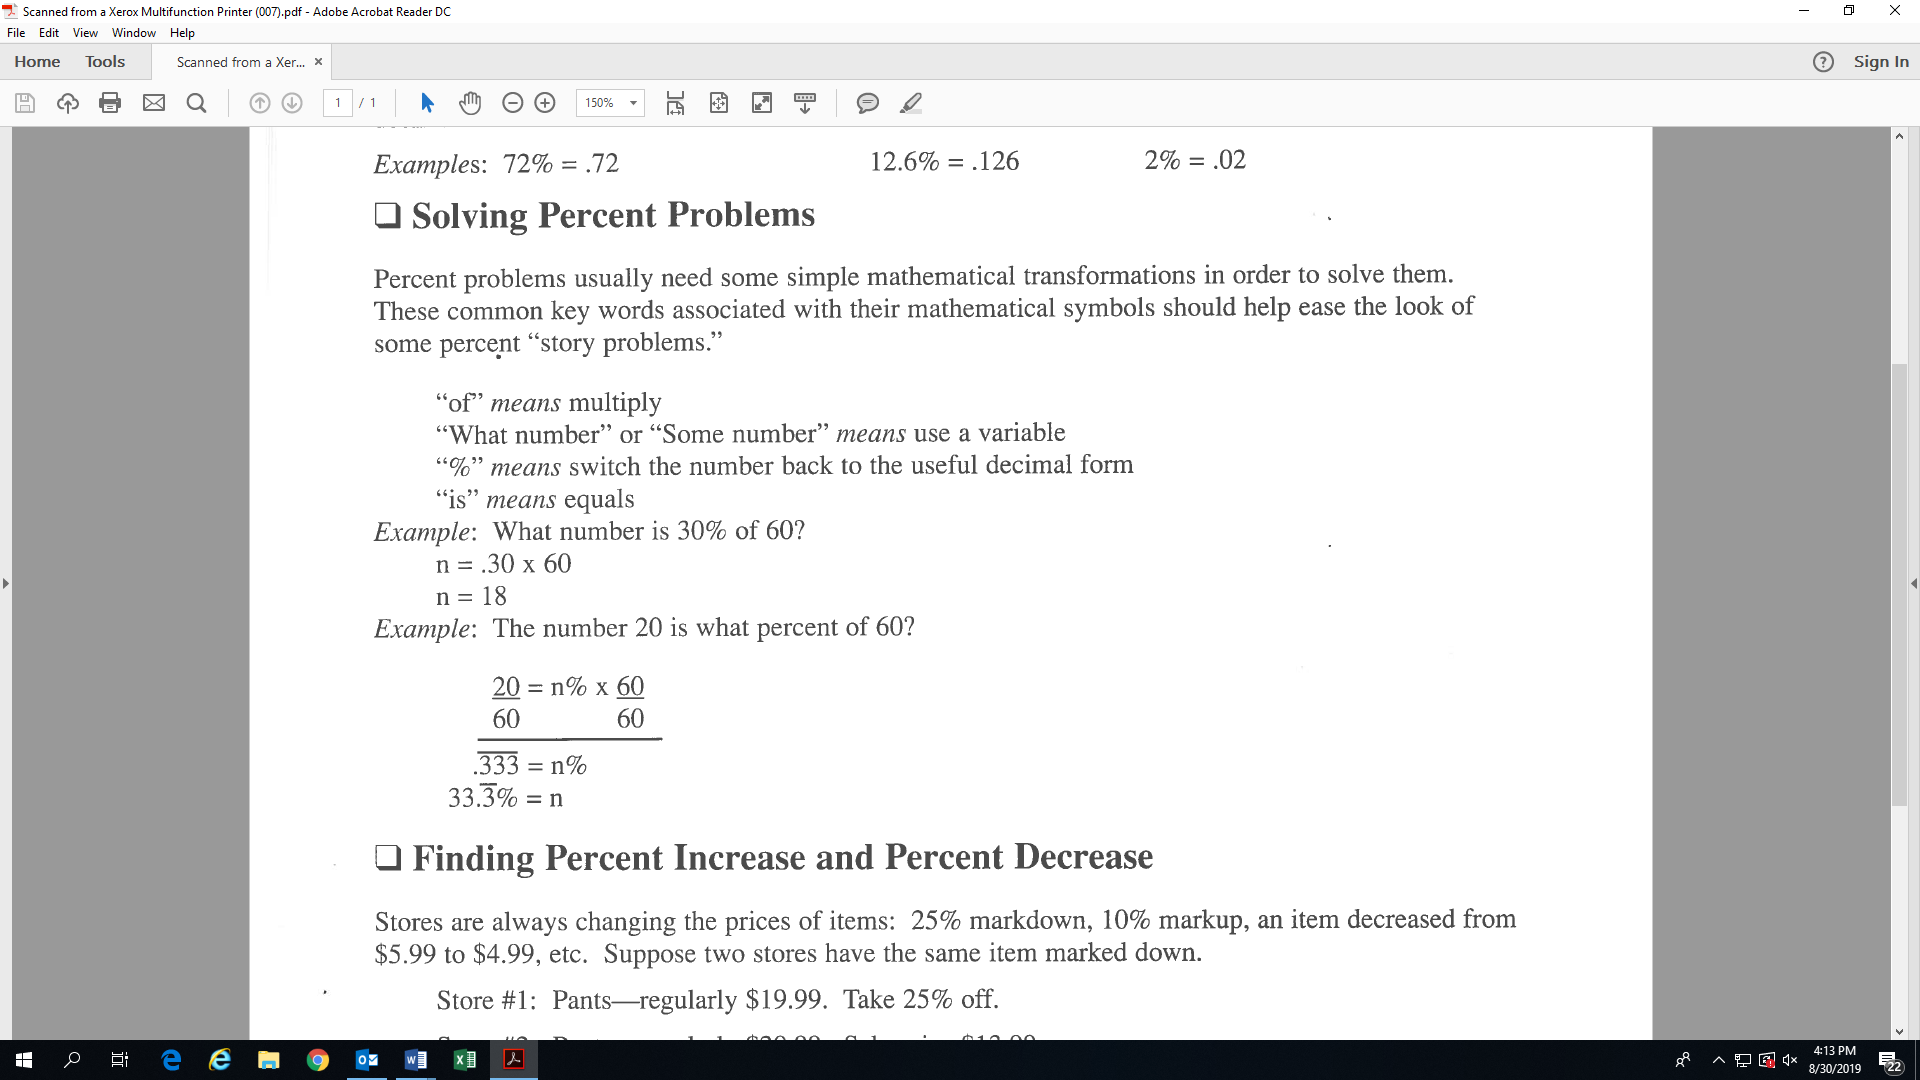 Scanned from a Xerox Multifunction Printer (007).pdf - Adobe Acrobat Reader DC
File Edit View Window Help
Home Tools Scanned from a Xer... × Sign In
1 / 1 150%
Examples: 72% = .72 12.6% = .126 2% = .02
❑ Solving Percent Problems
Percent problems usually need some simple mathematical transformations in order to solve them.
These common key words associated with their mathematical symbols should help ease the look of
some percent “story problems.”
“of” means multiply
“What number” or “Some number” means use a variable
“%” means switch the number back to the useful decimal form
“is” means equals
Example: What number is 30% of 60?
n = .30 x 60
n = 18
Example: The number 20 is what percent of 60?
20 = n% x 60
60 60
.333 = n%
33.3̅% = n
❑ Finding Percent Increase and Percent Decrease
Stores are always changing the prices of items: 25% markdown, 10% markup, an item decreased from
$5.99 to $4.99, etc. Suppose two stores have the same item marked down.
Store #1: Pants—regularly $19.99. Take 25% off.
4:13 PM
8/30/2019
22